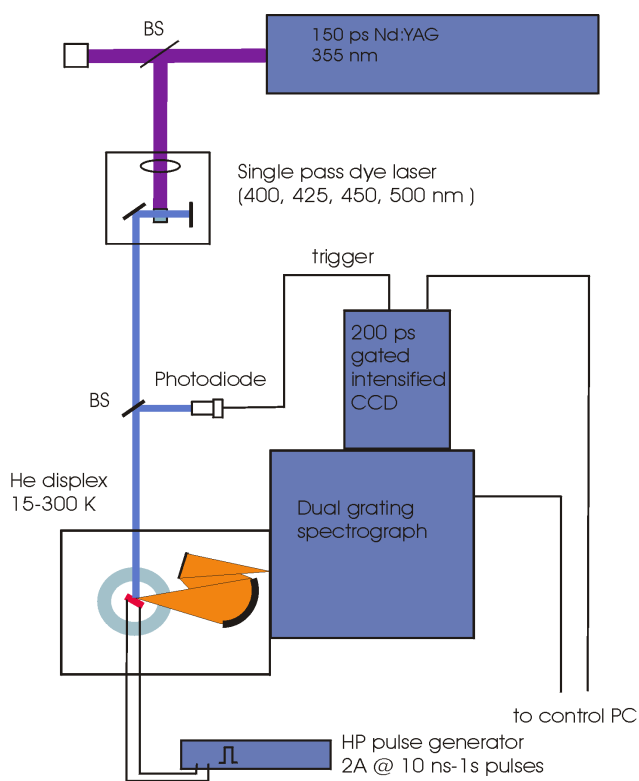 BS
150 ps Nd:YAG
355 nm
Single pass dye laser
(400, 425, 450, 500 nm )
trigger
200 ps
gated
intensified
CCD
Photodiode
BS
He displex
15-300 K
Dual grating
spectrograph
to control PC
HP pulse generator
2A @ 10 ns-1s pulses